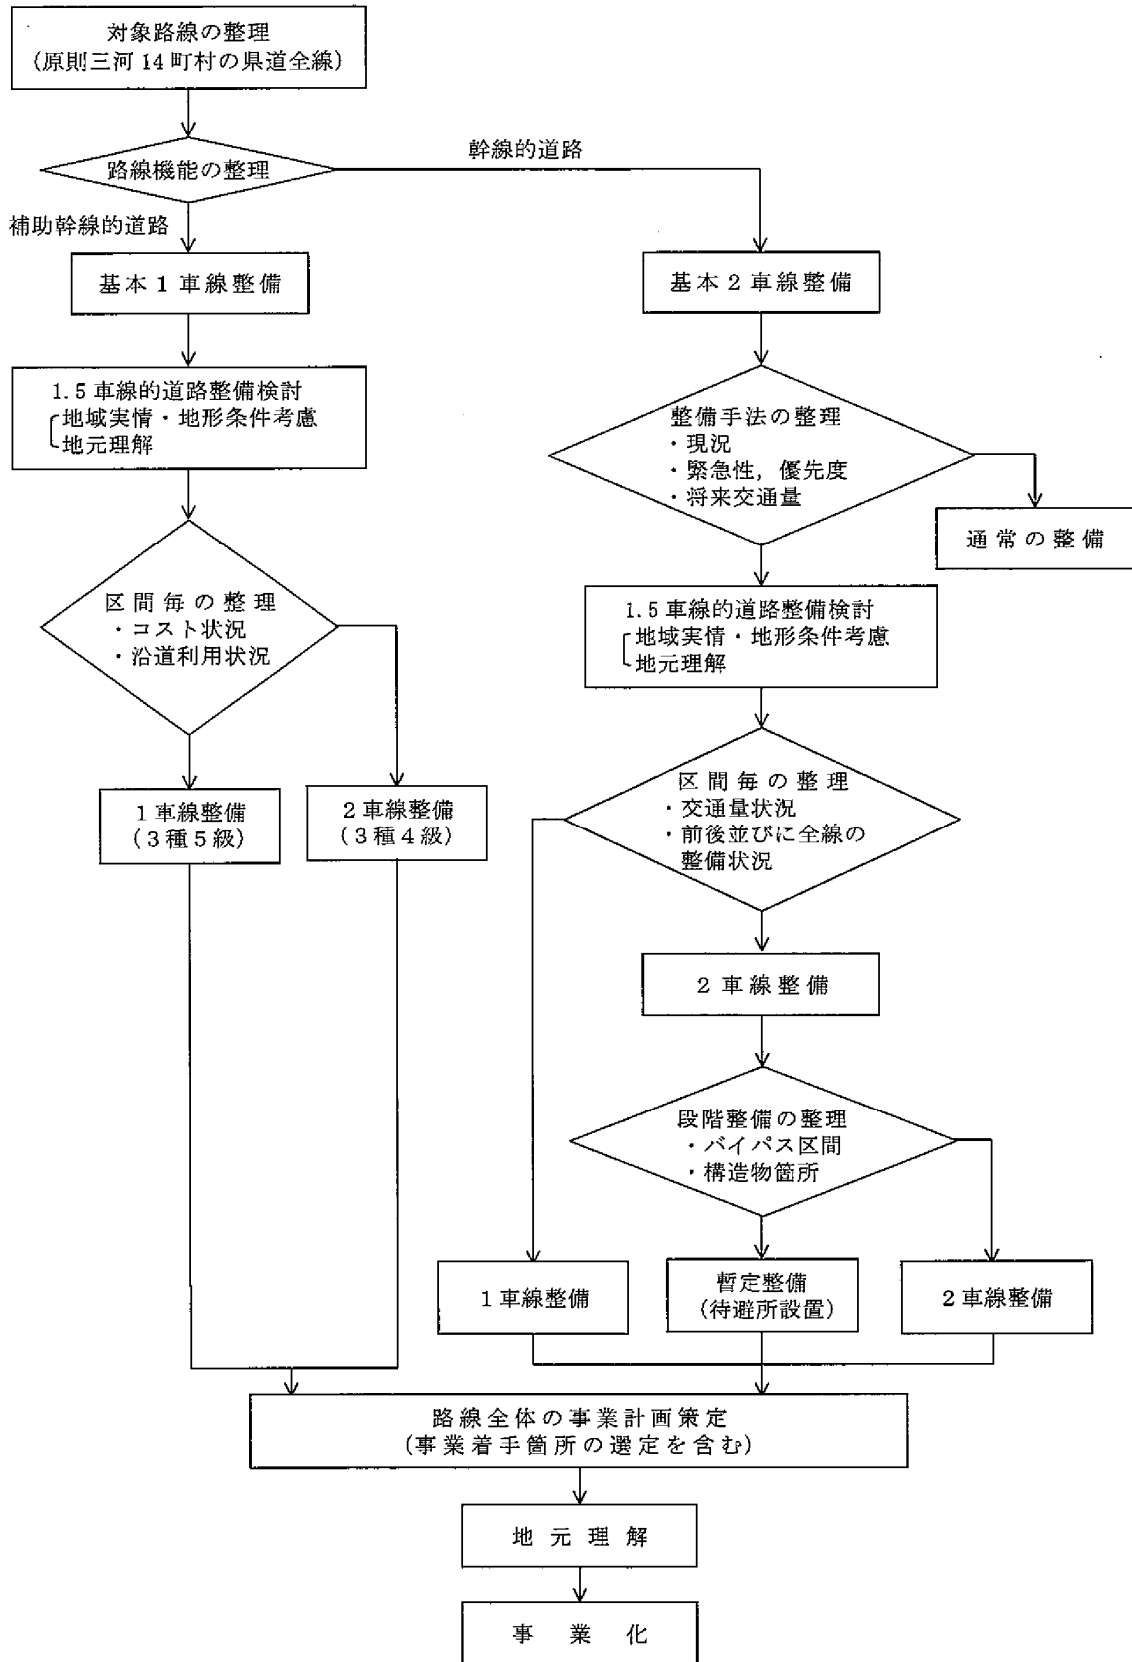 対象路線の整理
(原則三河14町村の県道全線)
路線機能の整理
幹線的道路
補助幹線的道路
基本1車線整備
基本2車線整備
1.5車線的道路整備検討
地域実情・地形条件考慮
地元理解
整備手法の整理
・現況
・緊急性，優先度
・将来交通量
通常の整備
区間毎の整理
・コスト状況
・沿道利用状況
1.5車線的道路整備検討
地域実情・地形条件考慮
地元理解
1車線整備
(3種5級)
2車線整備
(3種4級)
区間毎の整理
・交通量状況
・前後並びに全線の
整備状況
2車線整備
段階整備の整理
・バイパス区間
・構造物箇所
1車線整備
暫定整備
(待避所設置)
2車線整備
路線全体の事業計画策定
(事業着手箇所の選定を含む)
地元理解
事業化